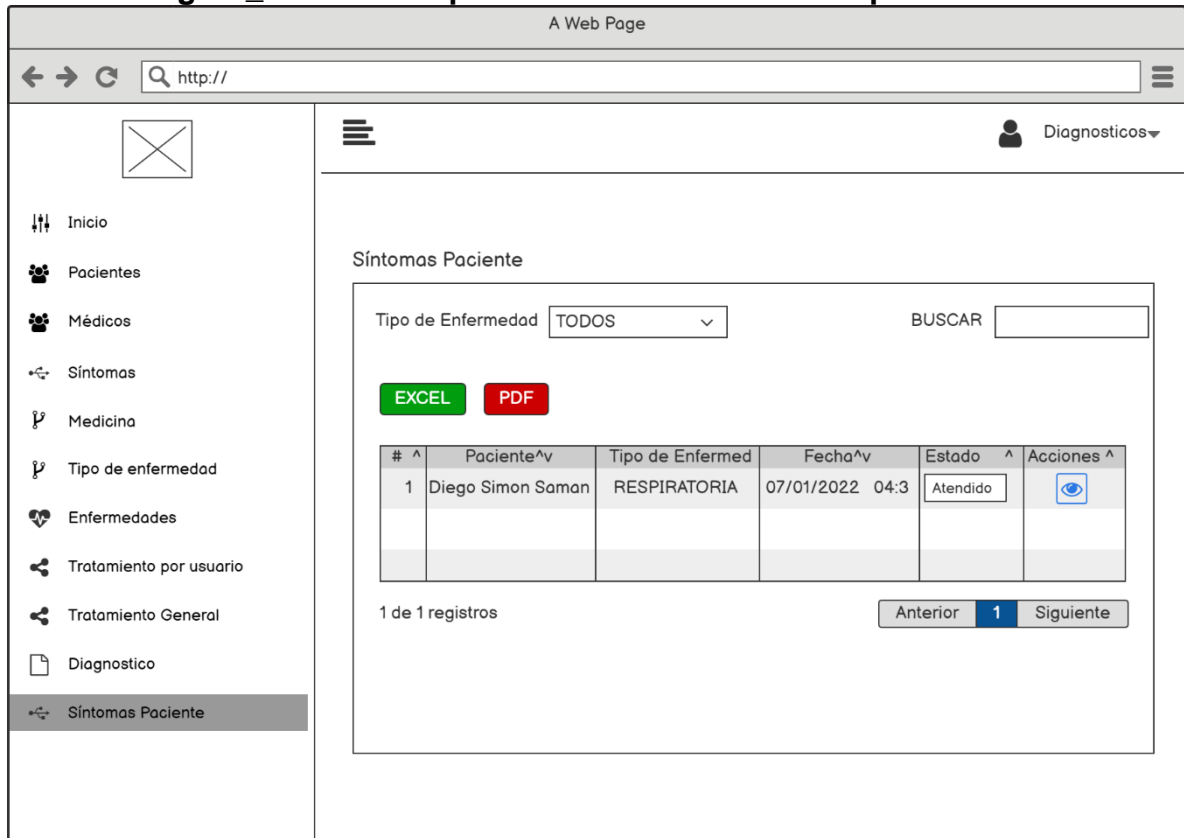 A Web Page
http://
Diagnosticos
Inicio
Pacientes
Médicos
Síntomas
Medicina
Tipo de enfermedad
Enfermedades
Tratamiento por usuario
Tratamiento General
Diagnostico
Síntomas Paciente
Síntomas Paciente
Tipo de Enfermedad TODOS BUSCAR
EXCEL PDF
# ^ Paciente^v Tipo de Enfermed Fecha^v Estado ^ Acciones ^
1 Diego Simon Saman RESPIRATORIA 07/01/2022 04:3 Atendido
1 de 1 registros Anterior 1 Siguiente